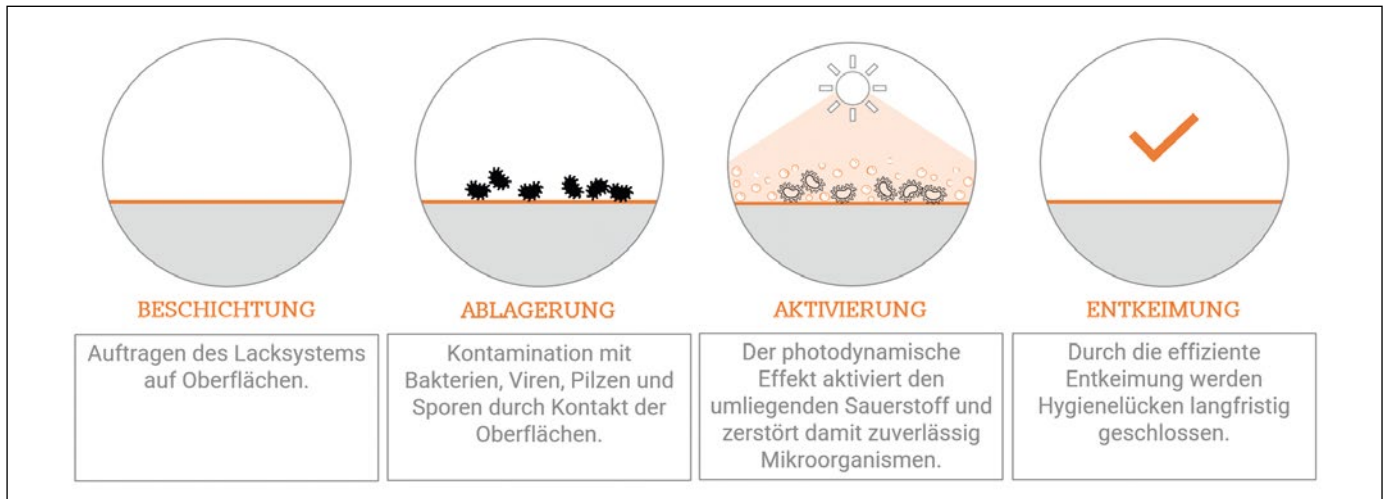 BESCHICHTUNG
Auftragen des Lacksystems
auf Oberflächen.
ABLAGERUNG
Kontamination mit
Bakterien, Viren, Pilzen und
Sporen durch Kontakt der
Oberflächen.
AKTIVIERUNG
Der photodynamische
Effekt aktiviert den
umliegenden Sauerstoff und
zerstört damit zuverlässig
Mikroorganismen.
ENTKEIMUNG
Durch die effiziente
Entkeimung werden
Hygienelücken langfristig
geschlossen.